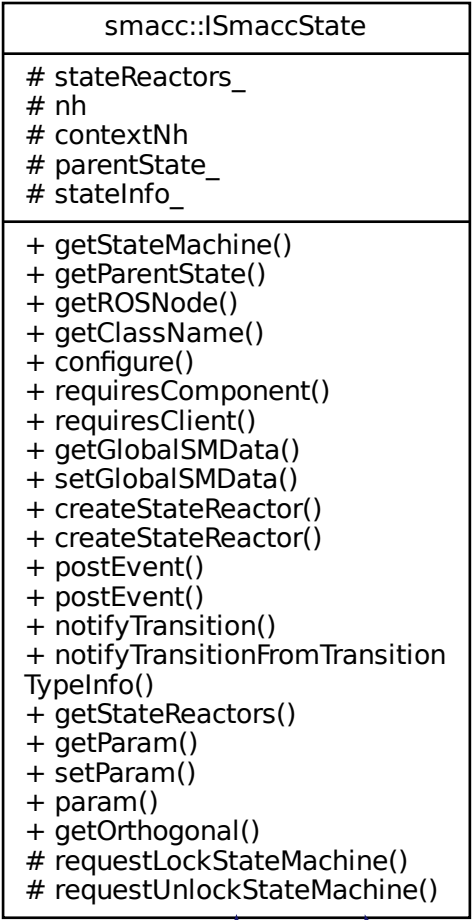 smacc::ISmaccState
# stateReactors_
# nh
# contextNh
# parentState_
# stateInfo_
+ getStateMachine()
+ getParentState()
+ getROSNode()
+ getClassName()
+ configure()
+ requiresComponent()
+ requiresClient()
+ getGlobalSMData()
+ setGlobalSMData()
+ createStateReactor()
+ createStateReactor()
+ postEvent()
+ postEvent()
+ notifyTransition()
+ notifyTransitionFromTransition
TypeInfo()
+ getStateReactors()
+ getParam()
+ setParam()
+ param()
+ getOrthogonal()
# requestLockStateMachine()
# requestUnlockStateMachine()